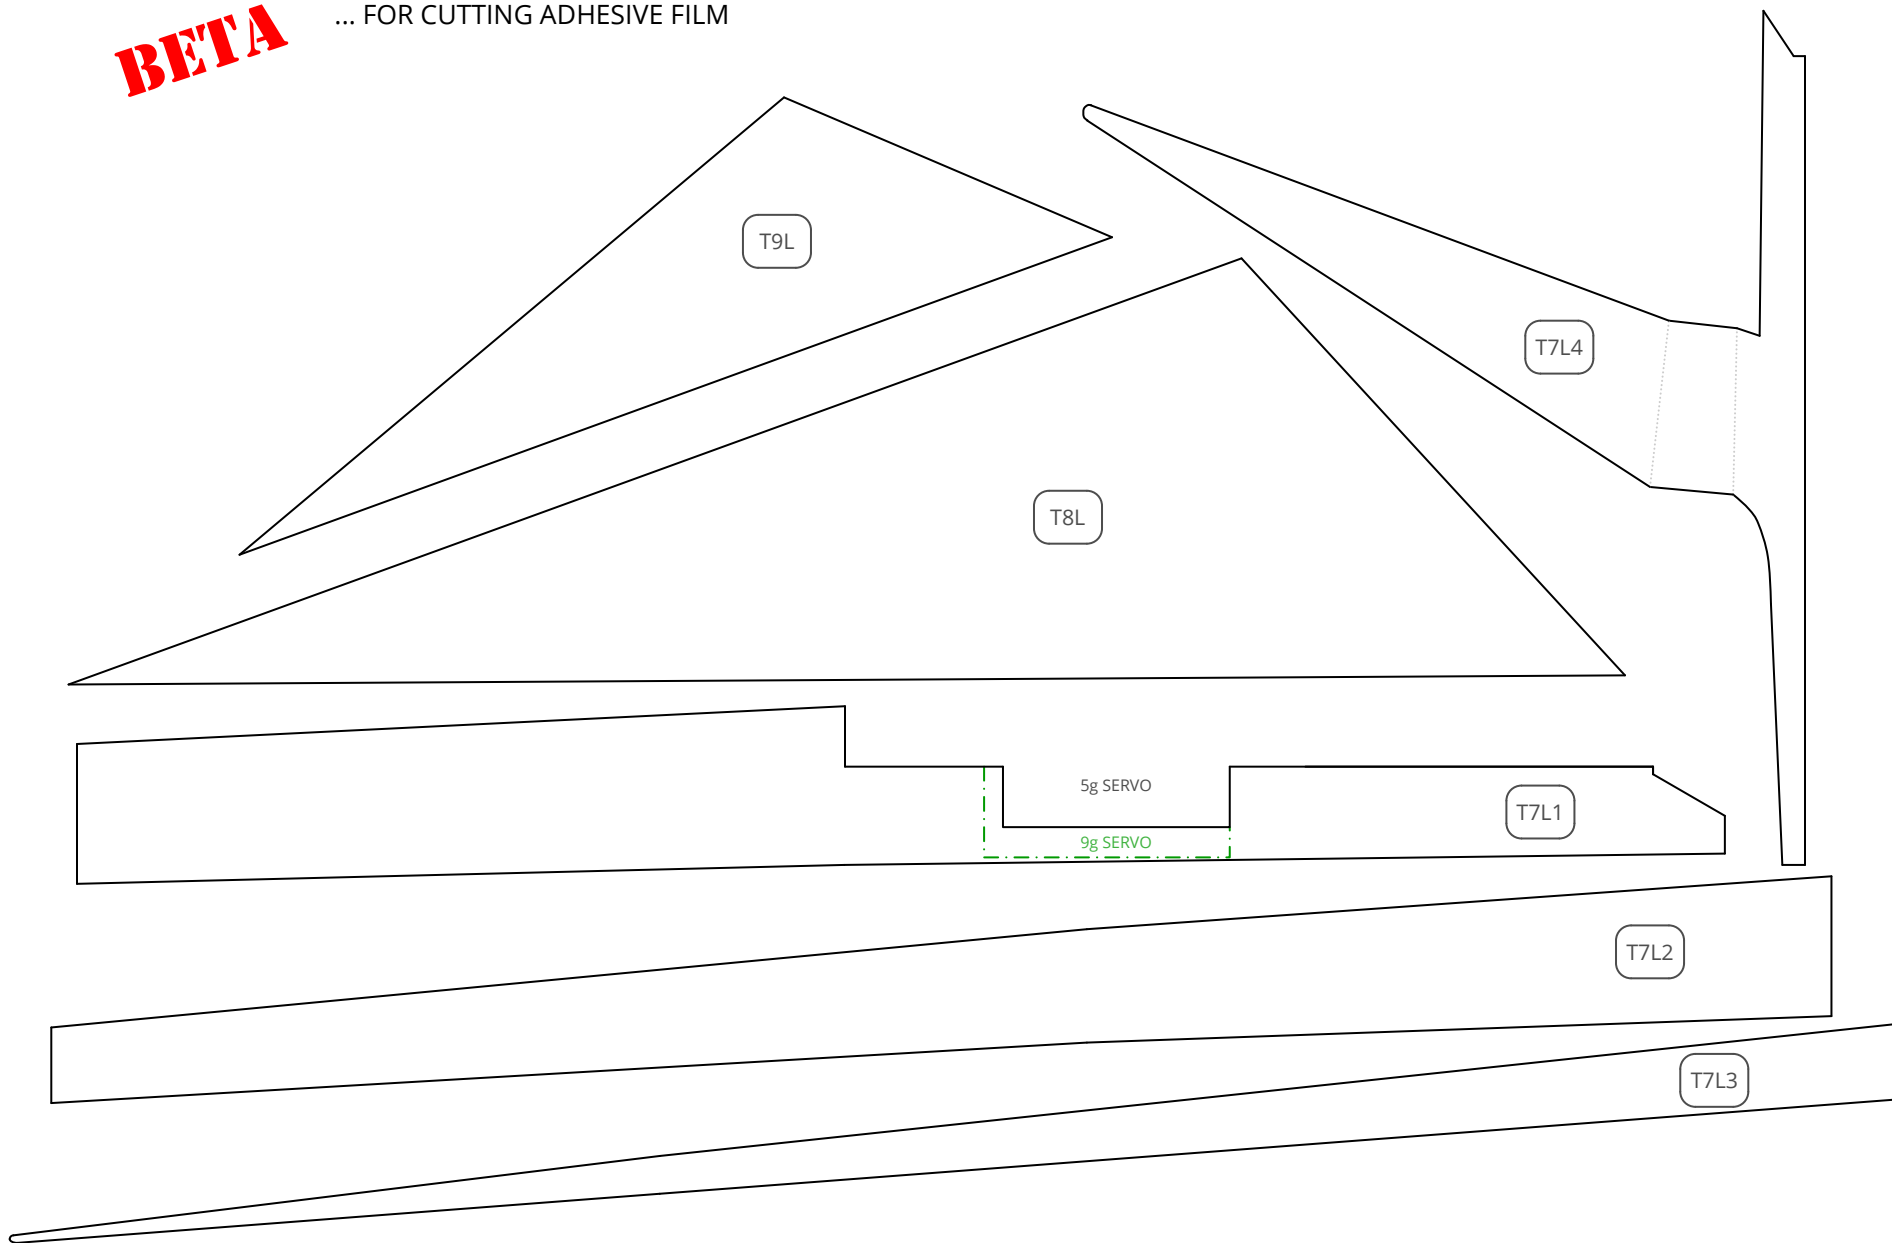 ... FOR CUTTING ADHESIVE FILM
BETA
T9L
T7L4
T8L
5g SERVO
T7L1
9g SERVO
T7L2
T7L3